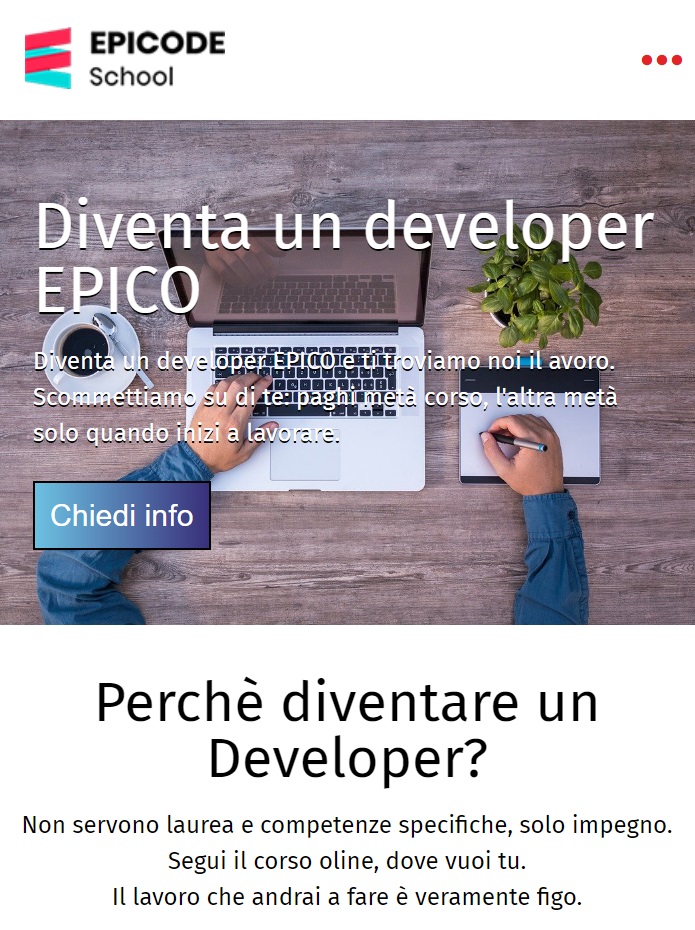 EPICODE
School
Diventa un developer
EPICO
Diventa un developer EPICO e ti troviamo noi il avoro.
Scommettiamo su di te: paghi metà corso, l'altra metà
solo quando inizi a lavorare.
Chiedi info
Perchè diventare un
Developer?
Non servono laurea e competenze specifiche, solo impegno.
Segui il corso oline, dove vuoi tu.
Il lavoro che andrai a fare è veramente figo.